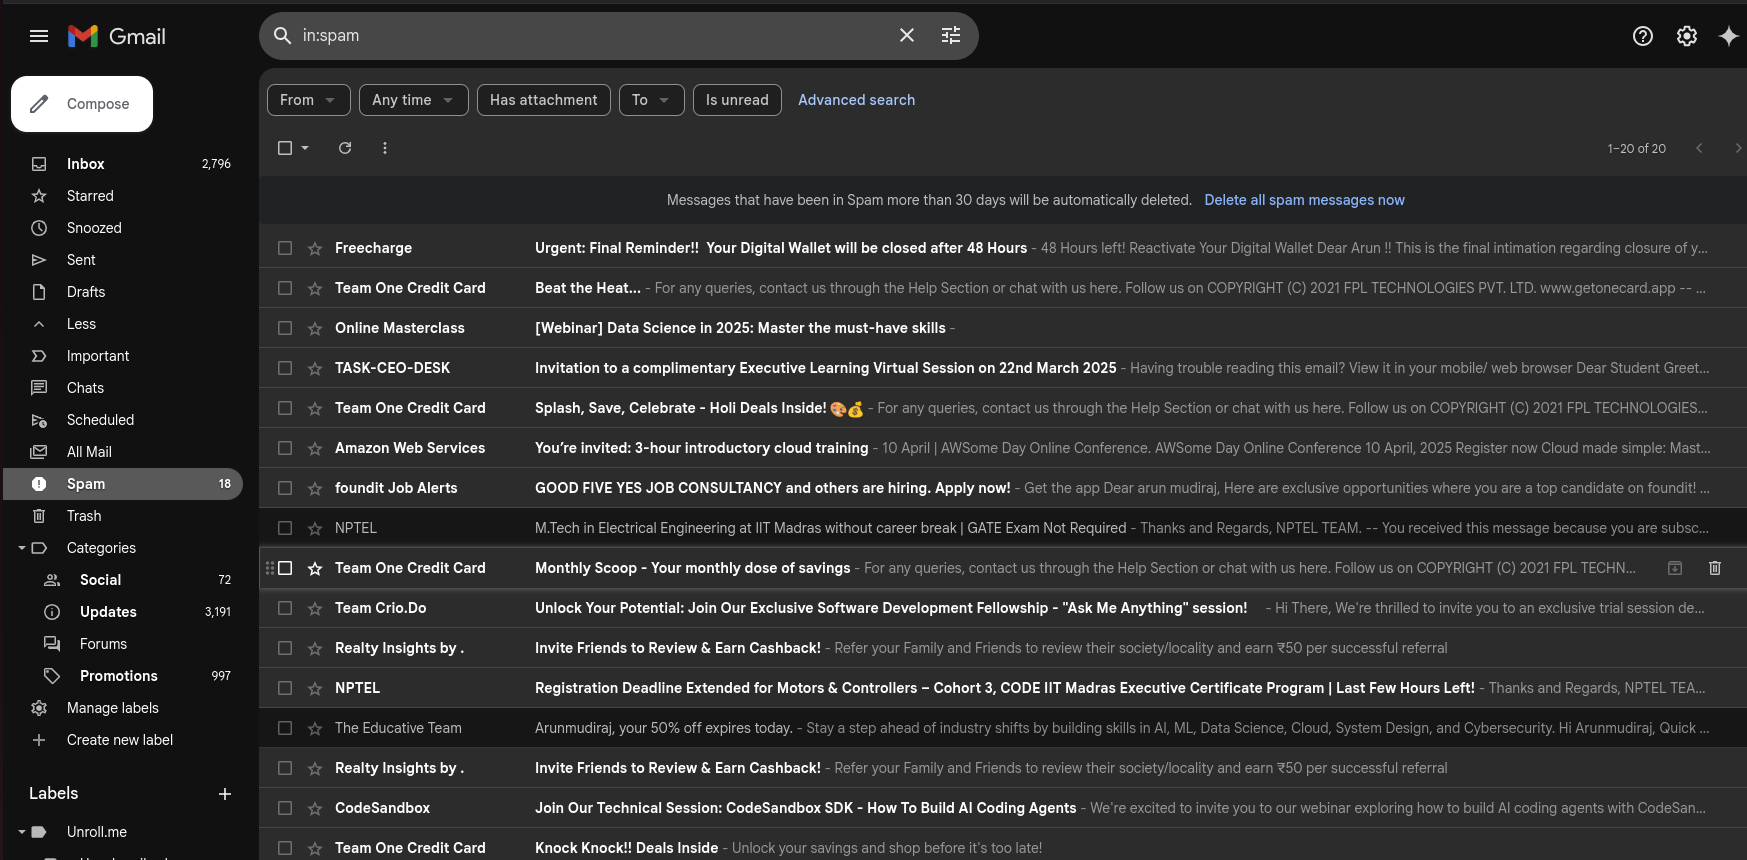 Gmail
in:spam
Compose
From
Any time
Has attachment
To
Is unread
Advanced search
1–20 of 20
Inbox 2,796
Starred
Snoozed
Sent
Drafts
Less
Important
Chats
Scheduled
All Mail
Spam 18
Trash
Categories
Social 72
Updates 3,191
Forums
Promotions 997
Manage labels
Create new label
Labels
Unroll.me
Messages that have been in Spam more than 30 days will be automatically deleted. Delete all spam messages now
Freecharge Urgent: Final Reminder!! Your Digital Wallet will be closed after 48 Hours - 48 Hours left! Reactivate Your Digital Wallet Dear Arun !! This is the final intimation regarding closure of y...
Team One Credit Card Beat the Heat... - For any queries, contact us through the Help Section or chat with us here. Follow us on COPYRIGHT (C) 2021 FPL TECHNOLOGIES PVT. LTD. www.getonecard.app -- ...
Online Masterclass [Webinar] Data Science in 2025: Master the must-have skills -
TASK-CEO-DESK Invitation to a complimentary Executive Learning Virtual Session on 22nd March 2025 - Having trouble reading this email? View it in your mobile/ web browser Dear Student Greet...
Team One Credit Card Splash, Save, Celebrate - Holi Deals Inside! 🎨💰 - For any queries, contact us through the Help Section or chat with us here. Follow us on COPYRIGHT (C) 2021 FPL TECHNOLOGIES...
Amazon Web Services You’re invited: 3-hour introductory cloud training - 10 April | AWSome Day Online Conference. AWSome Day Online Conference 10 April, 2025 Register now Cloud made simple: Mast...
foundit Job Alerts GOOD FIVE YES JOB CONSULTANCY and others are hiring. Apply now! - Get the app Dear arun mudiraj, Here are exclusive opportunities where you are a top candidate on foundit! ...
NPTEL M.Tech in Electrical Engineering at IIT Madras without career break | GATE Exam Not Required - Thanks and Regards, NPTEL TEAM. -- You received this message because you are subsc...
Team One Credit Card Monthly Scoop - Your monthly dose of savings - For any queries, contact us through the Help Section or chat with us here. Follow us on COPYRIGHT (C) 2021 FPL TECHN...
Team Crio.Do Unlock Your Potential: Join Our Exclusive Software Development Fellowship - "Ask Me Anything" session! - Hi There, We're thrilled to invite you to an exclusive trial session de...
Realty Insights by . Invite Friends to Review & Earn Cashback! - Refer your Family and Friends to review their society/locality and earn ₹50 per successful referral
NPTEL Registration Deadline Extended for Motors & Controllers – Cohort 3, CODE IIT Madras Executive Certificate Program | Last Few Hours Left! - Thanks and Regards, NPTEL TEA...
The Educative Team Arunmudiraj, your 50% off expires today. - Stay a step ahead of industry shifts by building skills in AI, ML, Data Science, Cloud, System Design, and Cybersecurity. Hi Arunmudiraj, Quick ...
Realty Insights by . Invite Friends to Review & Earn Cashback! - Refer your Family and Friends to review their society/locality and earn ₹50 per successful referral
CodeSandbox Join Our Technical Session: CodeSandbox SDK - How To Build AI Coding Agents - We're excited to invite you to our webinar exploring how to build AI coding agents with CodeSan...
Team One Credit Card Knock Knock!! Deals Inside - Unlock your savings and shop before it's too late!